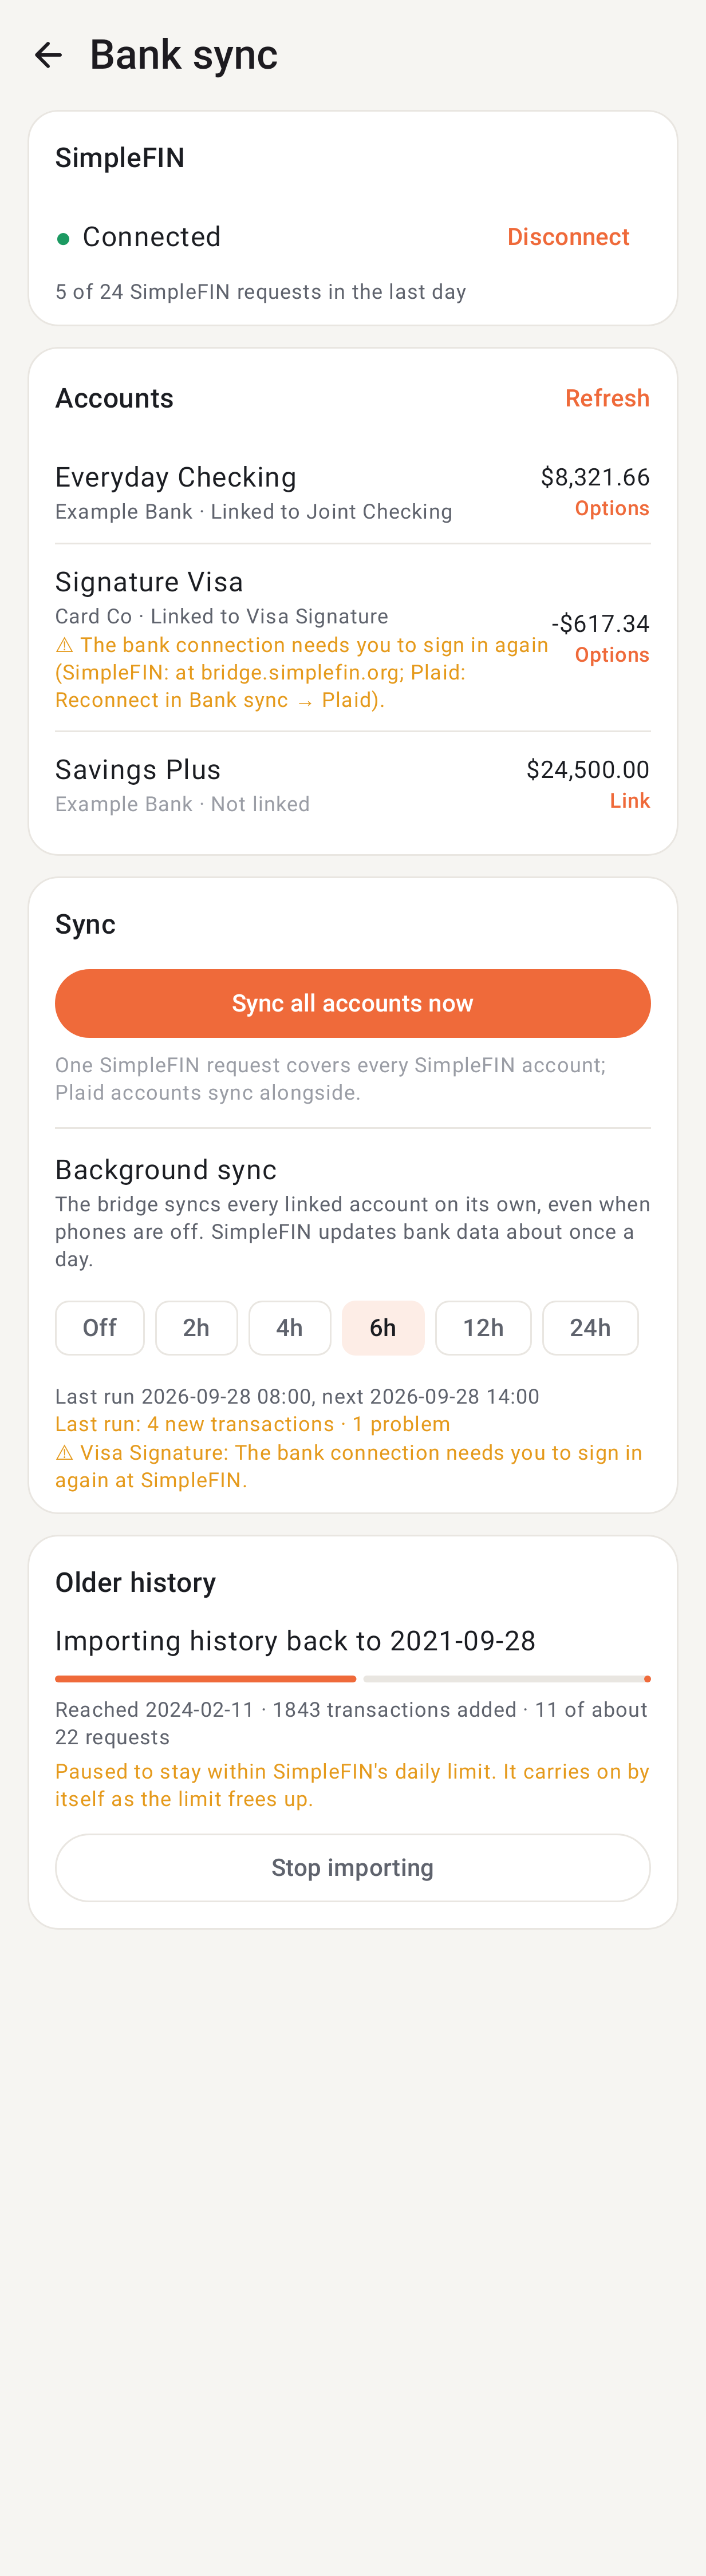 Bank sync
SimpleFIN
Connected
Disconnect
5 of 24 SimpleFIN requests in the last day
Accounts
Refresh
Everyday Checking
$8,321.66
Example Bank · Linked to Joint Checking
Options
Signature Visa
Card Co · Linked to Visa Signature
-$617.34
⚠ The bank connection needs you to sign in again
(SimpleFIN: at bridge.simplefin.org; Plaid:
Reconnect in Bank sync → Plaid).
Options
Savings Plus
$24,500.00
Example Bank · Not linked
Link
Sync
Sync all accounts now
One SimpleFIN request covers every SimpleFIN account;
Plaid accounts sync alongside.
Background sync
The bridge syncs every linked account on its own, even when
phones are off. SimpleFIN updates bank data about once a
day.
Off 2h 4h 6h 12h 24h
Last run 2026-09-28 08:00, next 2026-09-28 14:00
Last run: 4 new transactions · 1 problem
⚠ Visa Signature: The bank connection needs you to sign in
again at SimpleFIN.
Older history
Importing history back to 2021-09-28
Reached 2024-02-11 · 1843 transactions added · 11 of about
22 requests
Paused to stay within SimpleFIN's daily limit. It carries on by
itself as the limit frees up.
Stop importing